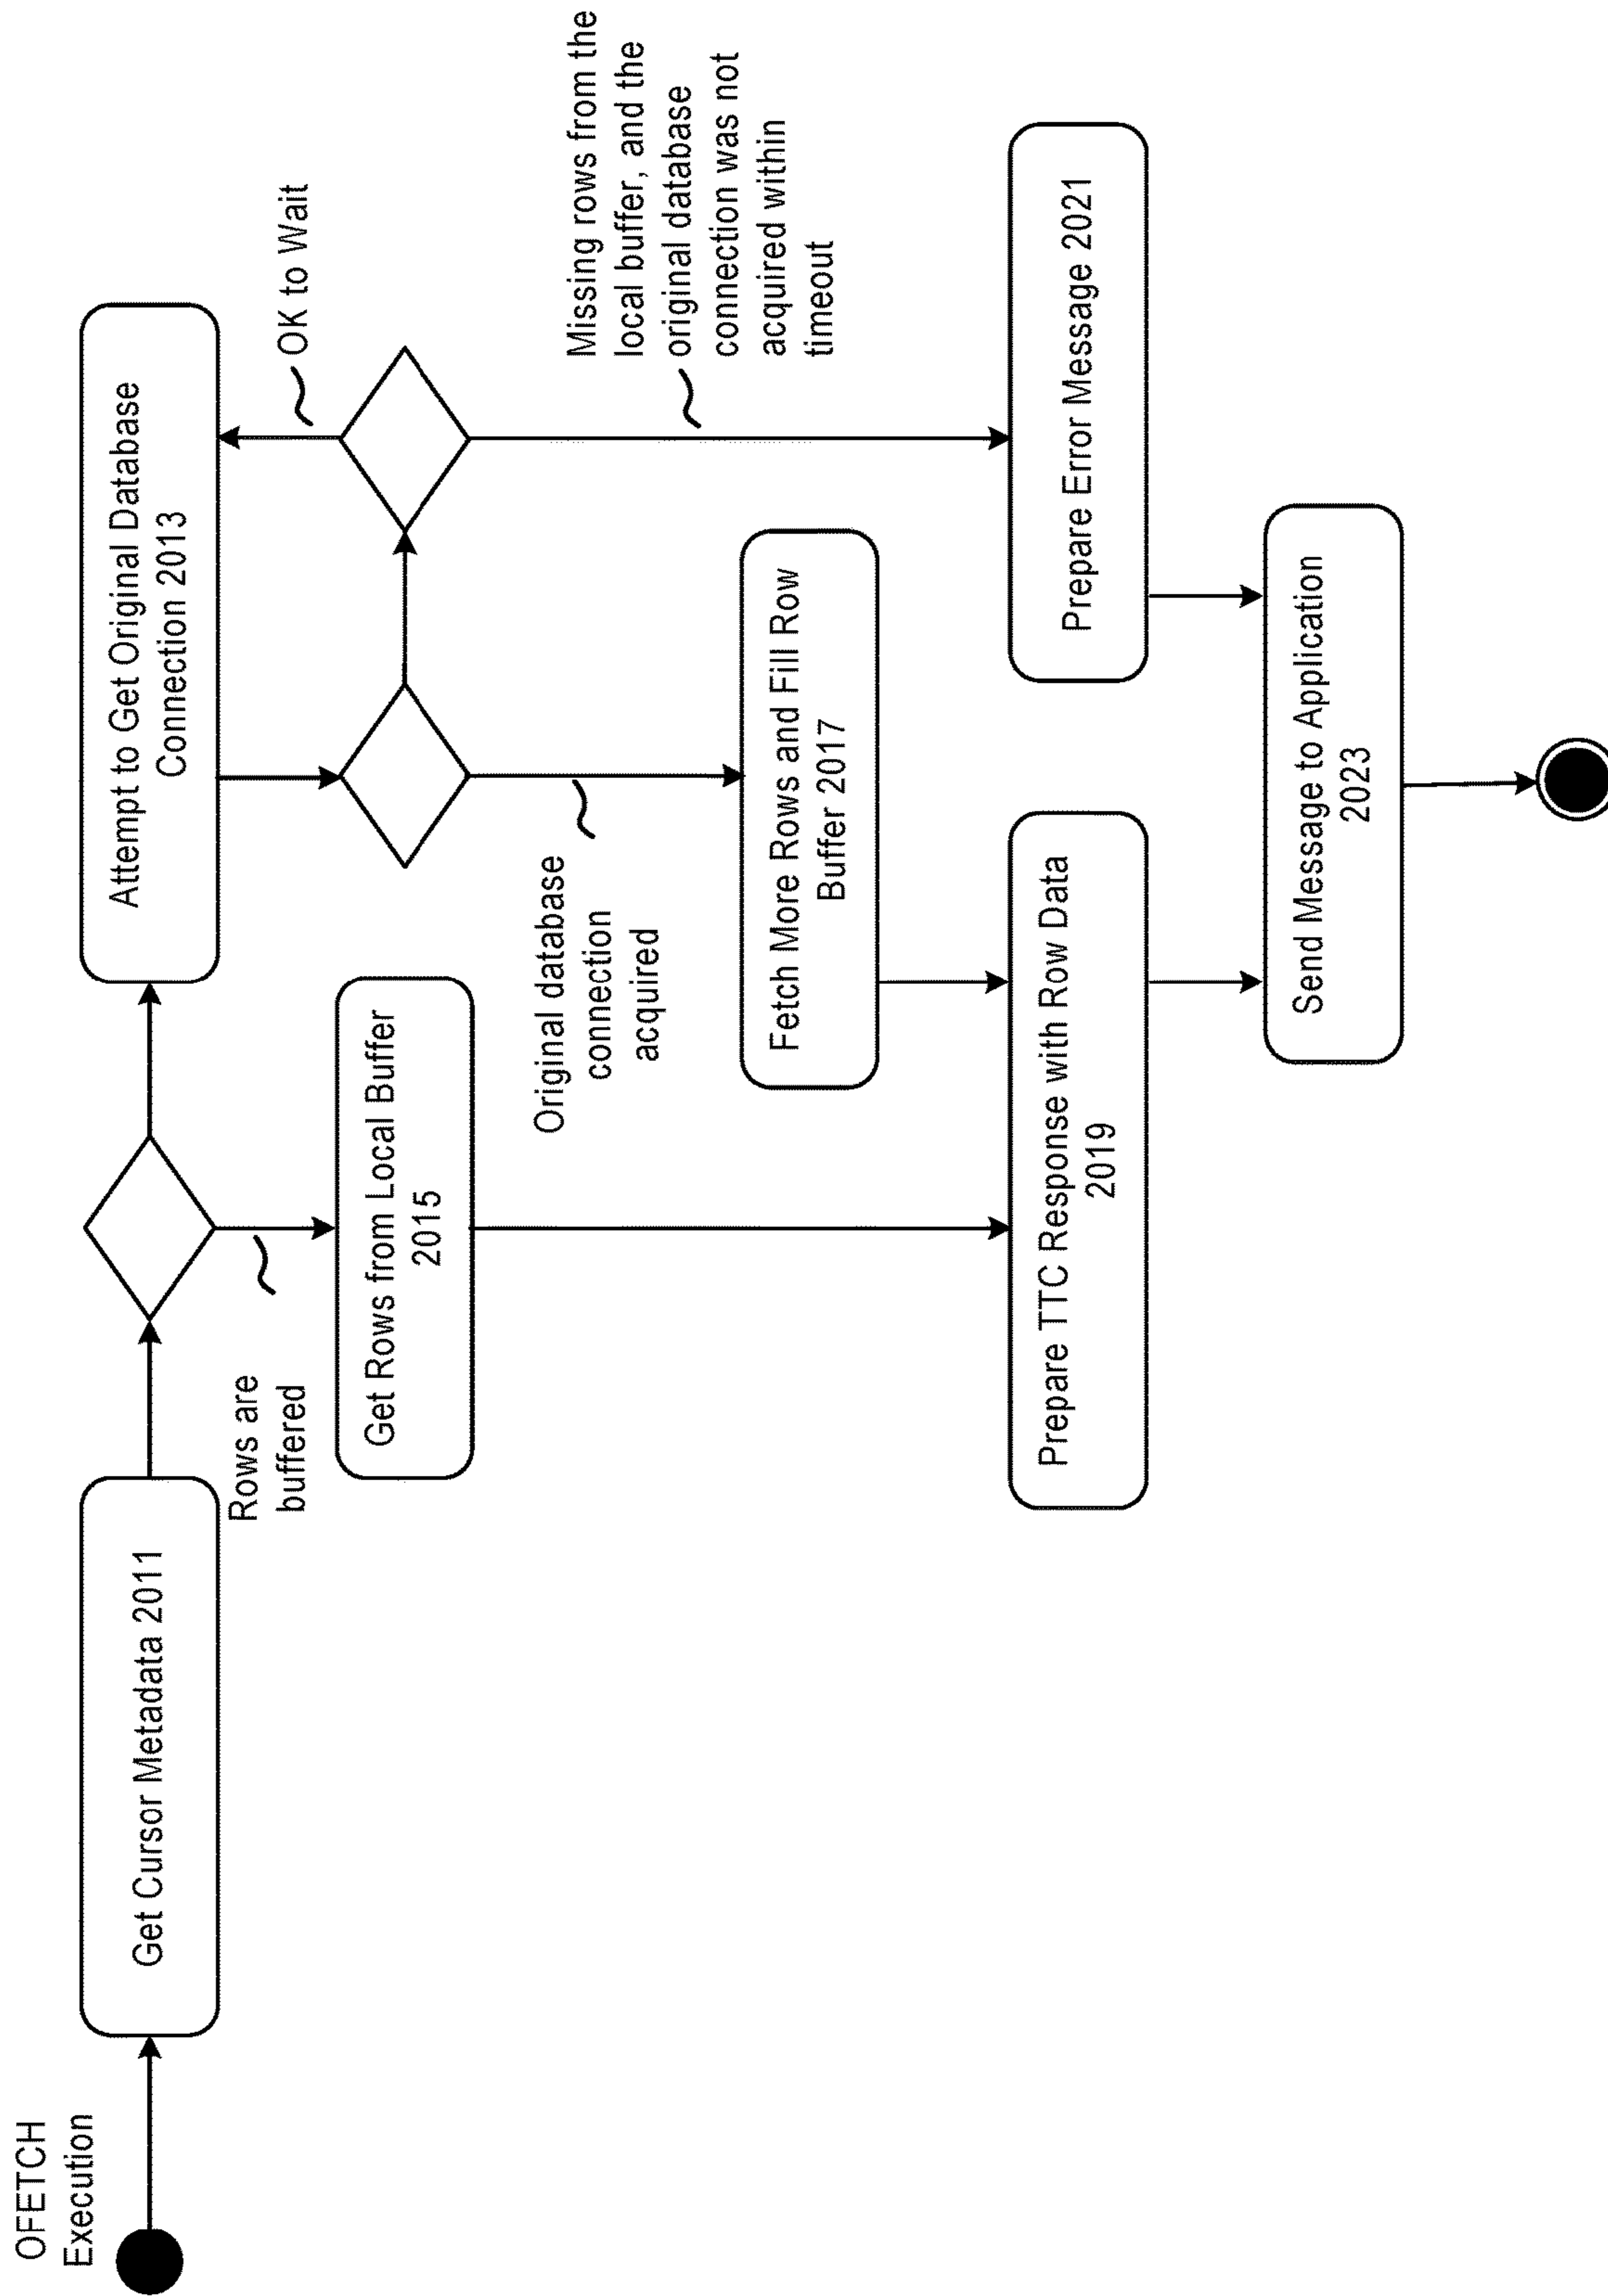 OFETCH
Execution
Get Cursor Metadata 2011
Rows are
buffered
Attempt to Get Original Database
Connection 2013
OK to Wait
Get Rows from Local Buffer
2015
Original database
connection
acquired
Missing rows from the
local buffer, and the
original database
connection was not
acquired within
timeout
Fetch More Rows and Fill Row
Buffer 2017
Prepare TTC Response with Row Data
2019
Prepare Error Message 2021
Send Message to Application
2023